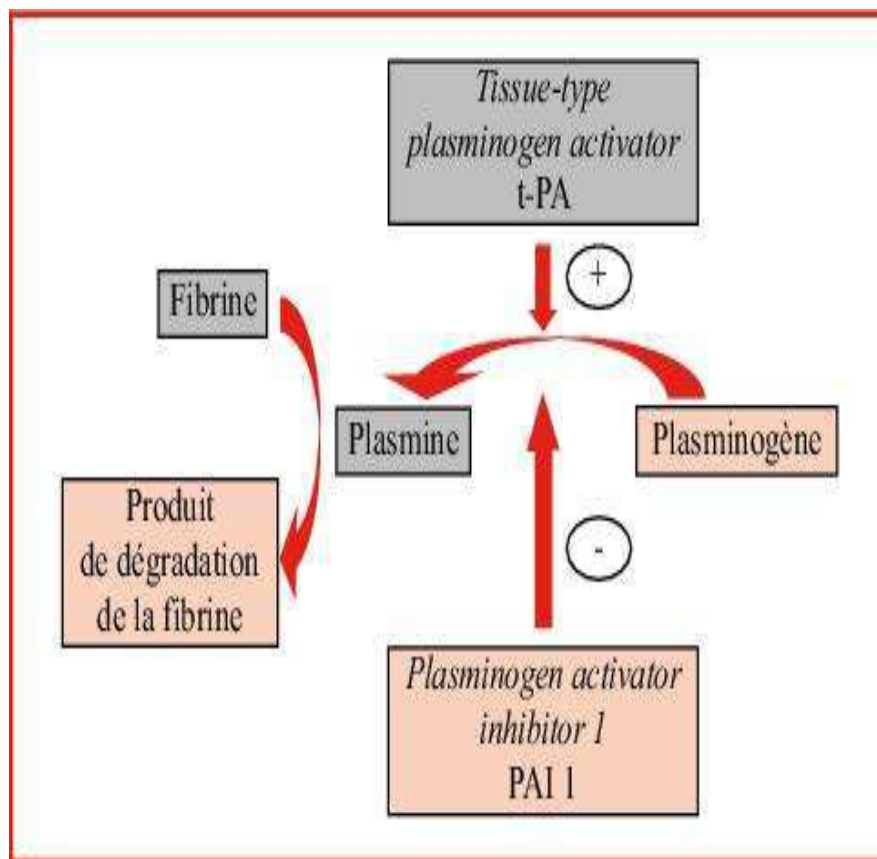 Tissue-type
plasminogen activator
t-PA
+
Fibrine
Plasmine
Plasminogène
Produit
de dégradation
de la fibrine
-
Plasminogen activator
inhibitor 1
PAI 1